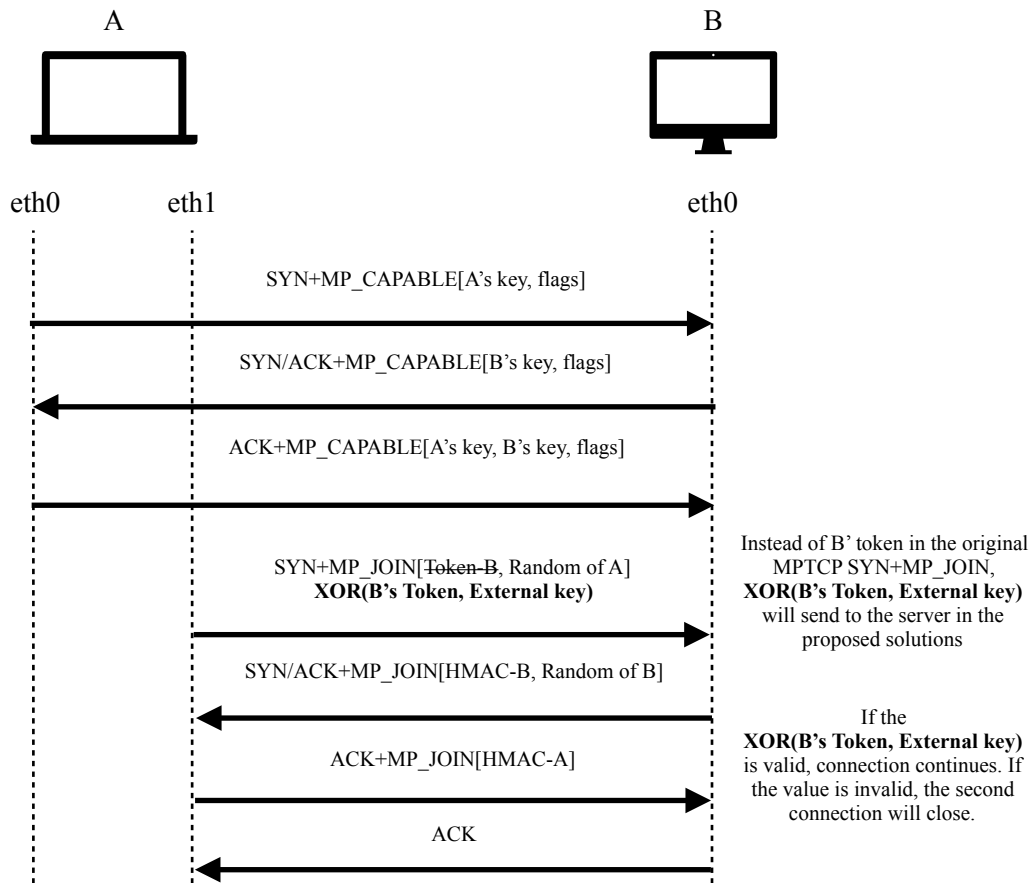 A
B
eth0
eth1
eth0
SYN+MP_CAPABLE[A’s key, flags]
SYN/ACK+MP_CAPABLE[B’s key, flags]
ACK+MP_CAPABLE[A’s key, B’s key, flags]
SYN+MP_JOIN[Token-B, Random of A]
XOR(B’s Token, External key)
Instead of B’ token in the original
MPTCP SYN+MP_JOIN,
XOR(B’s Token, External key)
will send to the server in the
proposed solutions
SYN/ACK+MP_JOIN[HMAC-B, Random of B]
ACK+MP_JOIN[HMAC-A]
If the
XOR(B’s Token, External key)
is valid, connection continues. If
the value is invalid, the second
connection will close.
ACK